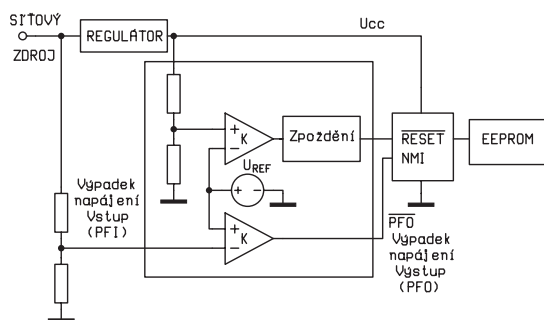 SÍŤOVÝ
ZDROJ
REGULÁTOR
Ucc
+
−
K
Zpoždění
RESET
NMI
EEPROM
UREF
+ −
Výpadek
napájení
Vstup
(PFI)
+
−
K
PFO
Výpadek
napájení
Výstup
(PFO)